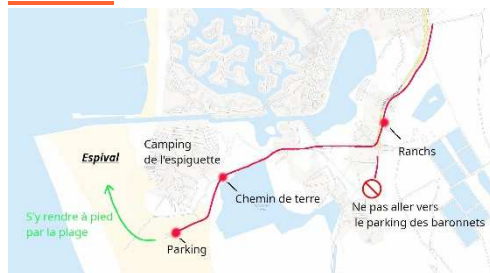 Camping
de l'espiguette
Espival
Ranchs
Chemin de terre
Ne pas aller vers
le parking des baronnets
S'y rendre à pied
par la plage
Parking